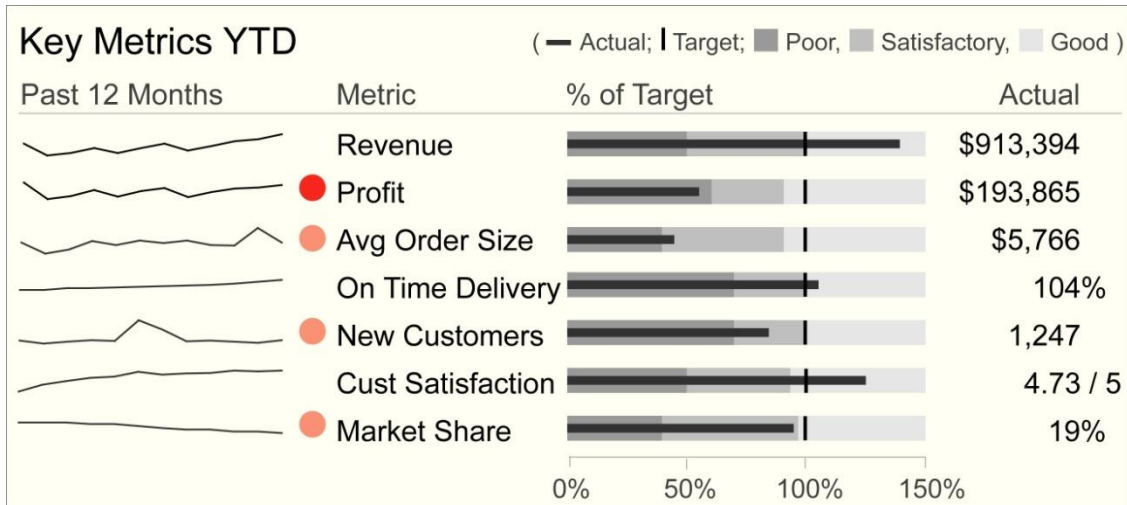 Key Metrics YTD
( Actual; Target; Poor, Satisfactory, Good )
Past 12 Months Metric % of Target Actual
Revenue $913,394
Profit $193,865
Avg Order Size $5,766
On Time Delivery 104%
New Customers 1,247
Cust Satisfaction 4.73 / 5
Market Share 19%
0% 50% 100% 150%